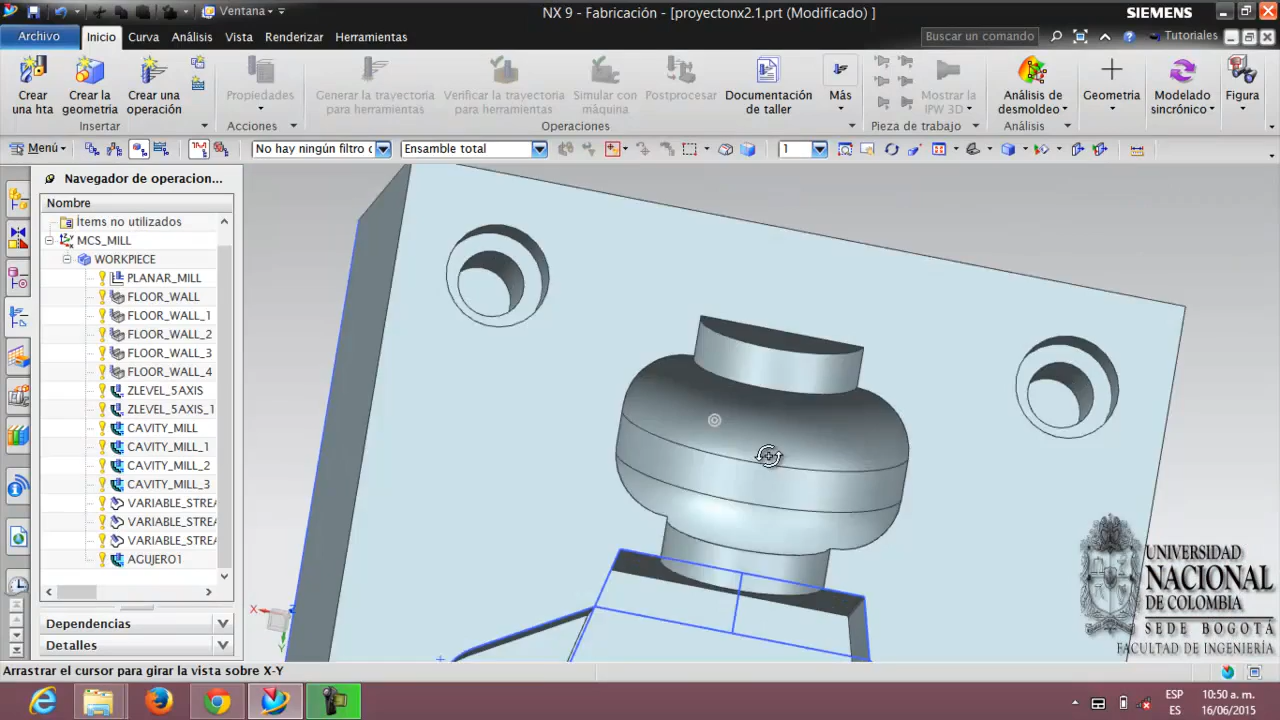 Ventana
NX 9 - Fabricación - [proyectonx2.1.prt (Modificado) ]
SIEMENS
Archivo
Inicio
Curva
Análisis
Vista
Renderizar
Herramientas
Buscar un comando
Tutoriales
Crear una hta
Crear la geometría
Crear una operación
Propiedades
Generar la trayectoria para herramientas
Verificar la trayectoria para herramientas
Simular con máquina
Postprocesar
Documentación de taller
Más
Mostrar la IPW 3D
Análisis de desmoldeo
Geometría
Modelado sincrónico
Figura
Insertar
Acciones
Operaciones
Pieza de trabajo
Análisis
Menú
No hay ningún filtro
Ensamble total
1
Navegador de operacion...
Nombre
Ítems no utilizados
MCS_MILL
WORKPIECE
PLANAR_MILL
FLOOR_WALL
FLOOR_WALL_1
FLOOR_WALL_2
FLOOR_WALL_3
FLOOR_WALL_4
ZLEVEL_5AXIS
ZLEVEL_5AXIS_1
CAVITY_MILL
CAVITY_MILL_1
CAVITY_MILL_2
CAVITY_MILL_3
VARIABLE_STREA
VARIABLE_STREA
VARIABLE_STREA
AGUJERO1
X
Y
Dependencias
Detalles
UNIVERSIDAD
NACIONAL
DE COLOMBIA
SEDE BOGOTÁ
FACULTAD DE INGENIERÍA
Arrastrar el cursor para girar la vista sobre X-Y
ESP
ES
10:50 a. m.
16/06/2015